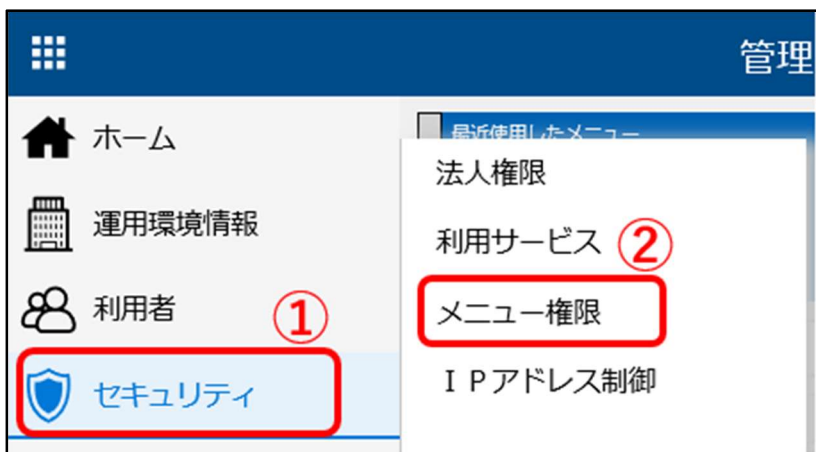 管理
ホーム
運用環境情報
利用者
①
セキュリティ
最近使用したメニュー
法人権限
利用サービス
②
メニュー権限
ＩＰアドレス制御